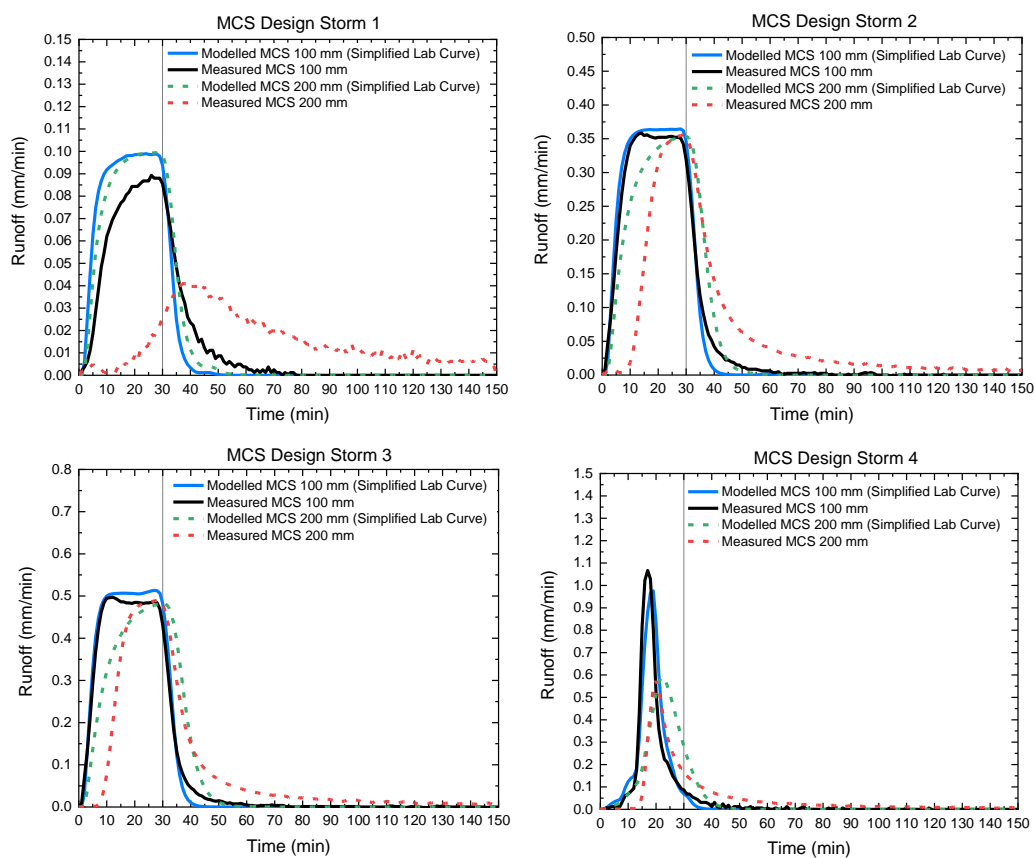 MCS Design Storm 1
0.15
0.14
0.13
0.12
0.11
0.10
0.09
0.08
0.07
0.06
0.05
0.04
0.03
0.02
0.01
0.00
Runoff (mm/min)
Modelled MCS 100 mm (Simplified Lab Curve)
Measured MCS 100 mm
Modelled MCS 200 mm (Simplified Lab Curve)
Measured MCS 200 mm
0 10 20 30 40 50 60 70 80 90 100 110 120 130 140 150
Time (min)
MCS Design Storm 2
0.50
0.45
0.40
0.35
0.30
0.25
0.20
0.15
0.10
0.05
0.00
Runoff (mm/min)
Modelled MCS 100 mm (Simplified Lab Curve)
Measured MCS 100 mm
Modelled MCS 200 mm (Simplified Lab Curve)
Measured MCS 200 mm
0 10 20 30 40 50 60 70 80 90 100 110 120 130 140 150
Time (min)
MCS Design Storm 3
0.8
0.7
0.6
0.5
0.4
0.3
0.2
0.1
0.0
Runoff (mm/min)
Modelled MCS 100 mm (Simplified Lab Curve)
Measured MCS 100 mm
Modelled MCS 200 mm (Simplified Lab Curve)
Measured MCS 200 mm
0 10 20 30 40 50 60 70 80 90 100 110 120 130 140 150
Time (min)
MCS Design Storm 4
1.5
1.4
1.3
1.2
1.1
1.0
0.9
0.8
0.7
0.6
0.5
0.4
0.3
0.2
0.1
0.0
Runoff (mm/min)
Modelled MCS 100 mm (Simplified Lab Curve)
Measured MCS 100 mm
Modelled MCS 200 mm (Simplified Lab Curve)
Measured MCS 200 mm
0 10 20 30 40 50 60 70 80 90 100 110 120 130 140 150
Time (min)